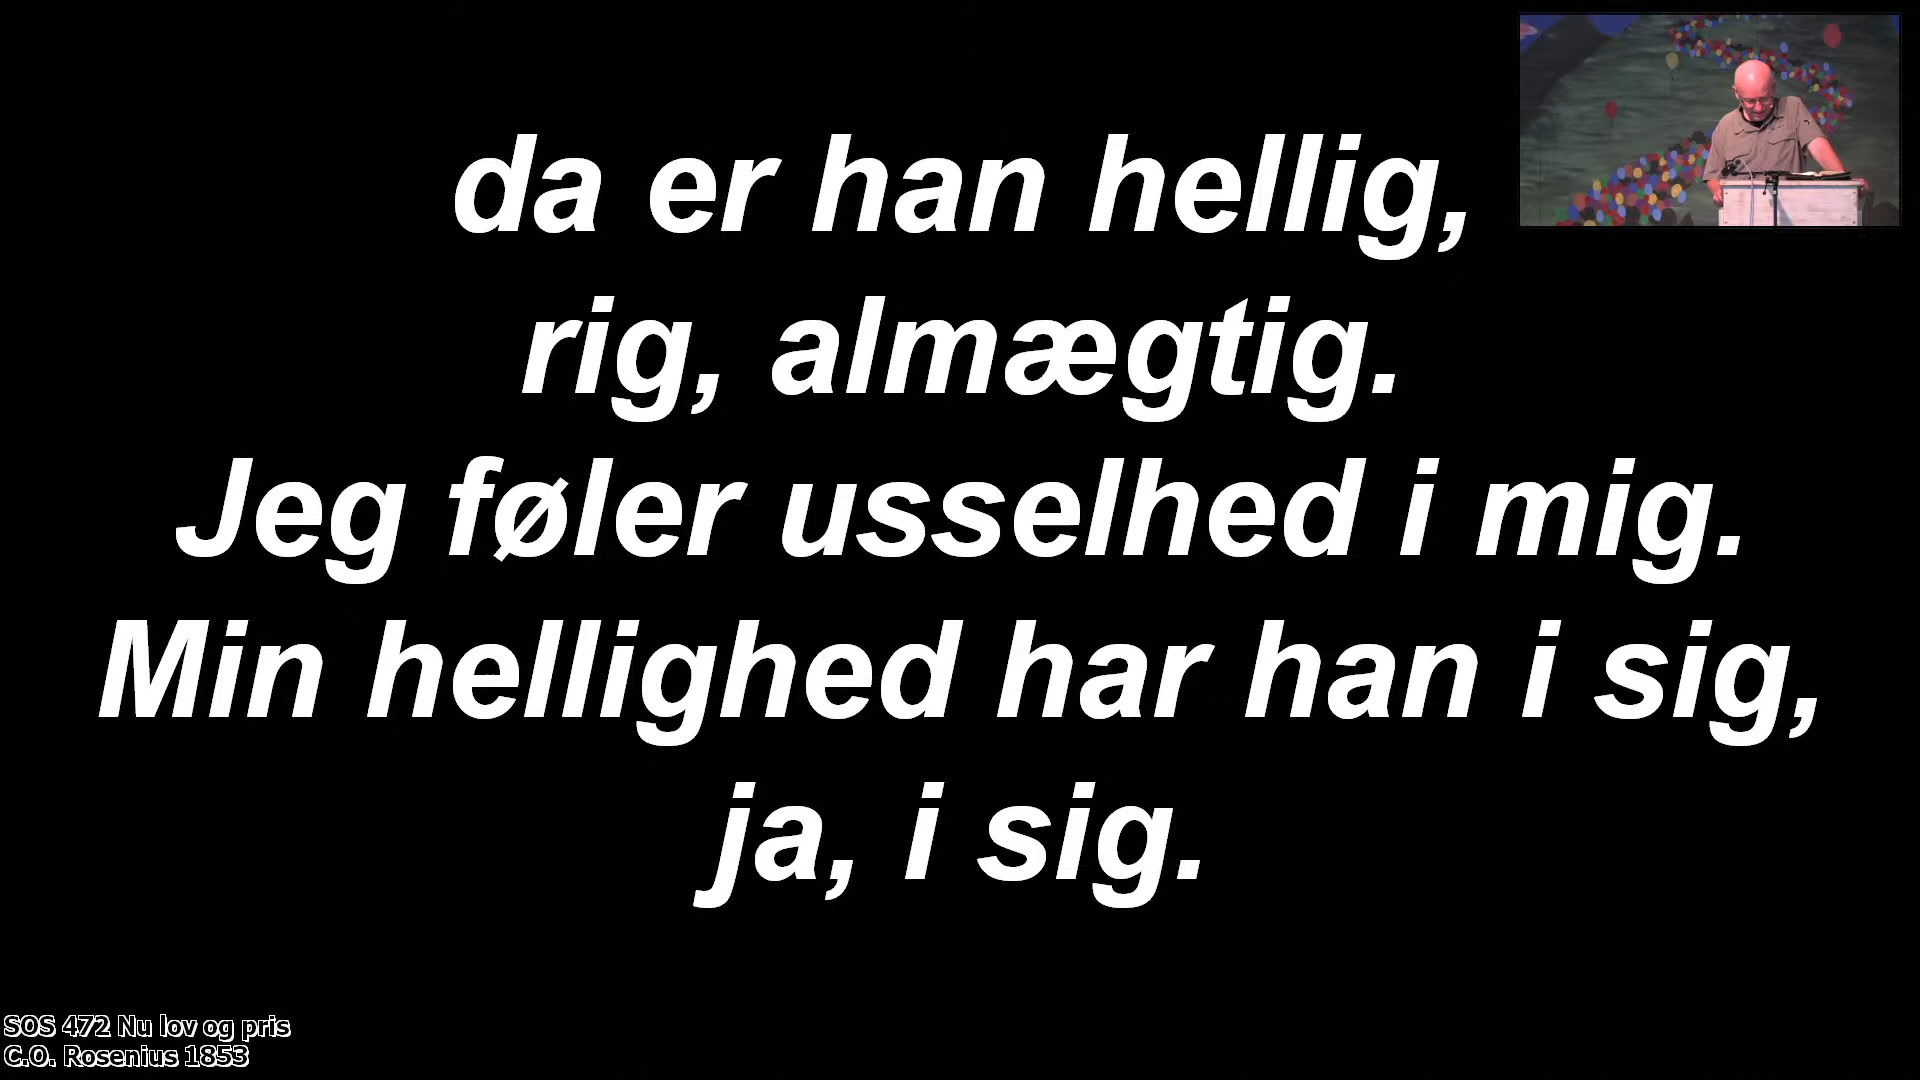 da er han hellig,
rig, almægtig.
Jeg føler usselhed i mig.
Min hellighed har han i sig,
ja, i sig.
SOS 472 Nu lov og pris
C.O. Rosenius 1853